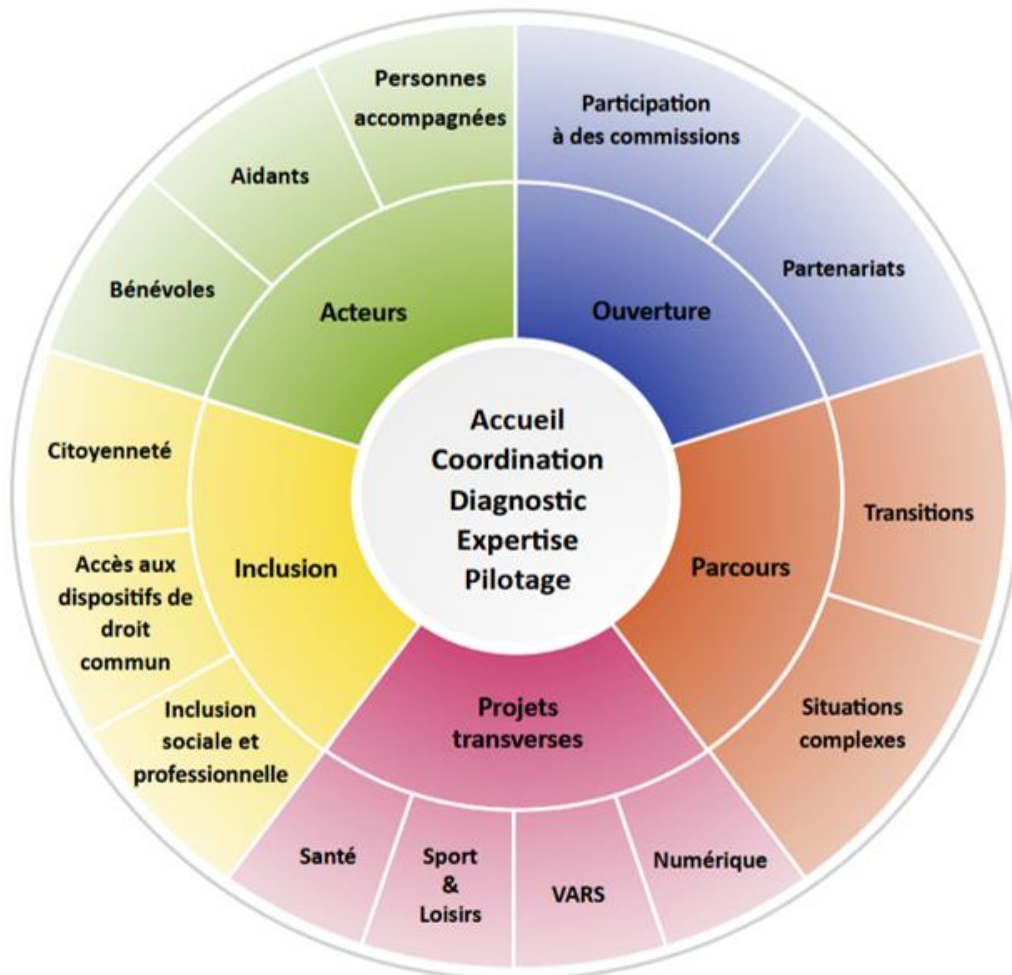 Personnes
accompagnées
Participation
à des commissions
Aidants
Partenariats
Bénévoles
Acteurs
Ouverture
Accueil
Coordination
Diagnostic
Expertise
Pilotage
Citoyenneté
Transitions
Accès aux
dispositifs de
droit
commun
Inclusion
Parcours
Inclusion
sociale et
professionnelle
Projets
transverses
Situations
complexes
Santé
Sport
&
Loisirs
VARS
Numérique